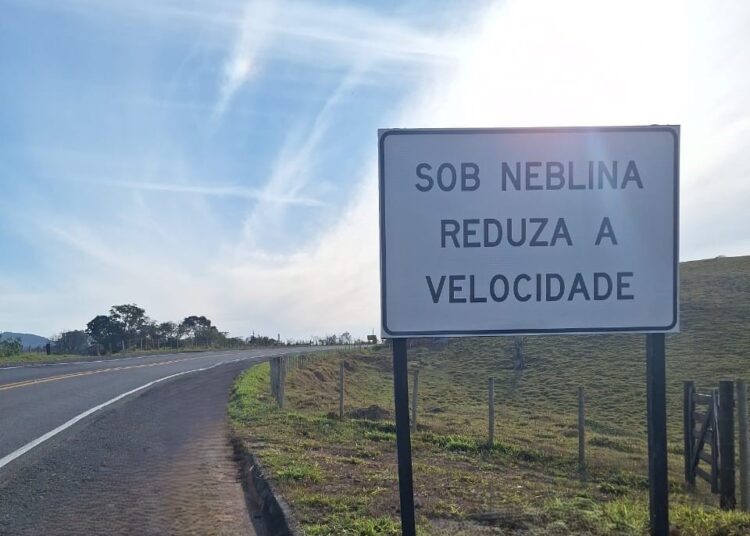 SOB NEBLINA
REDUZA A
VELOCIDADE